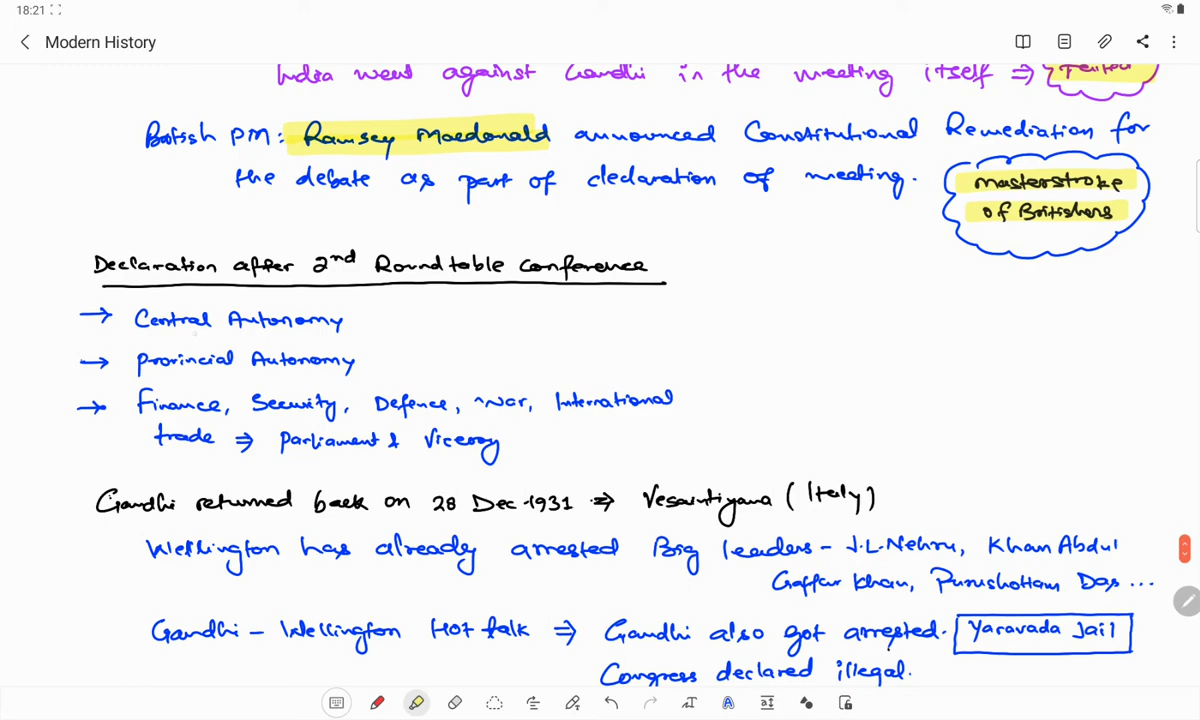 18:21
Modern History
India went against Gandhi in the meeting itself ⇒
British PM: Ramsey Macdonald announced Constitutional Remediation for
the debate as part of declaration of meeting.
Masterstroke
of Britishers
Declaration after 2nd Roundtable Conference
→ Central Autonomy
→ Provincial Autonomy
→ Finance, Security, Defence, War, International
trade ⇒ Parliament & Viceroy
Gandhi returned back on 28 Dec-1931 ⇒ (Italy)
Wellington has already arrested Big leaders - J.L.Nehru, Khan Abdul
Gaffar Khan, Purushottam Das ...
Gandhi - Wellington Hot talk ⇒ Gandhi also got arrested. Yaravada Jail
Congress declared illegal.